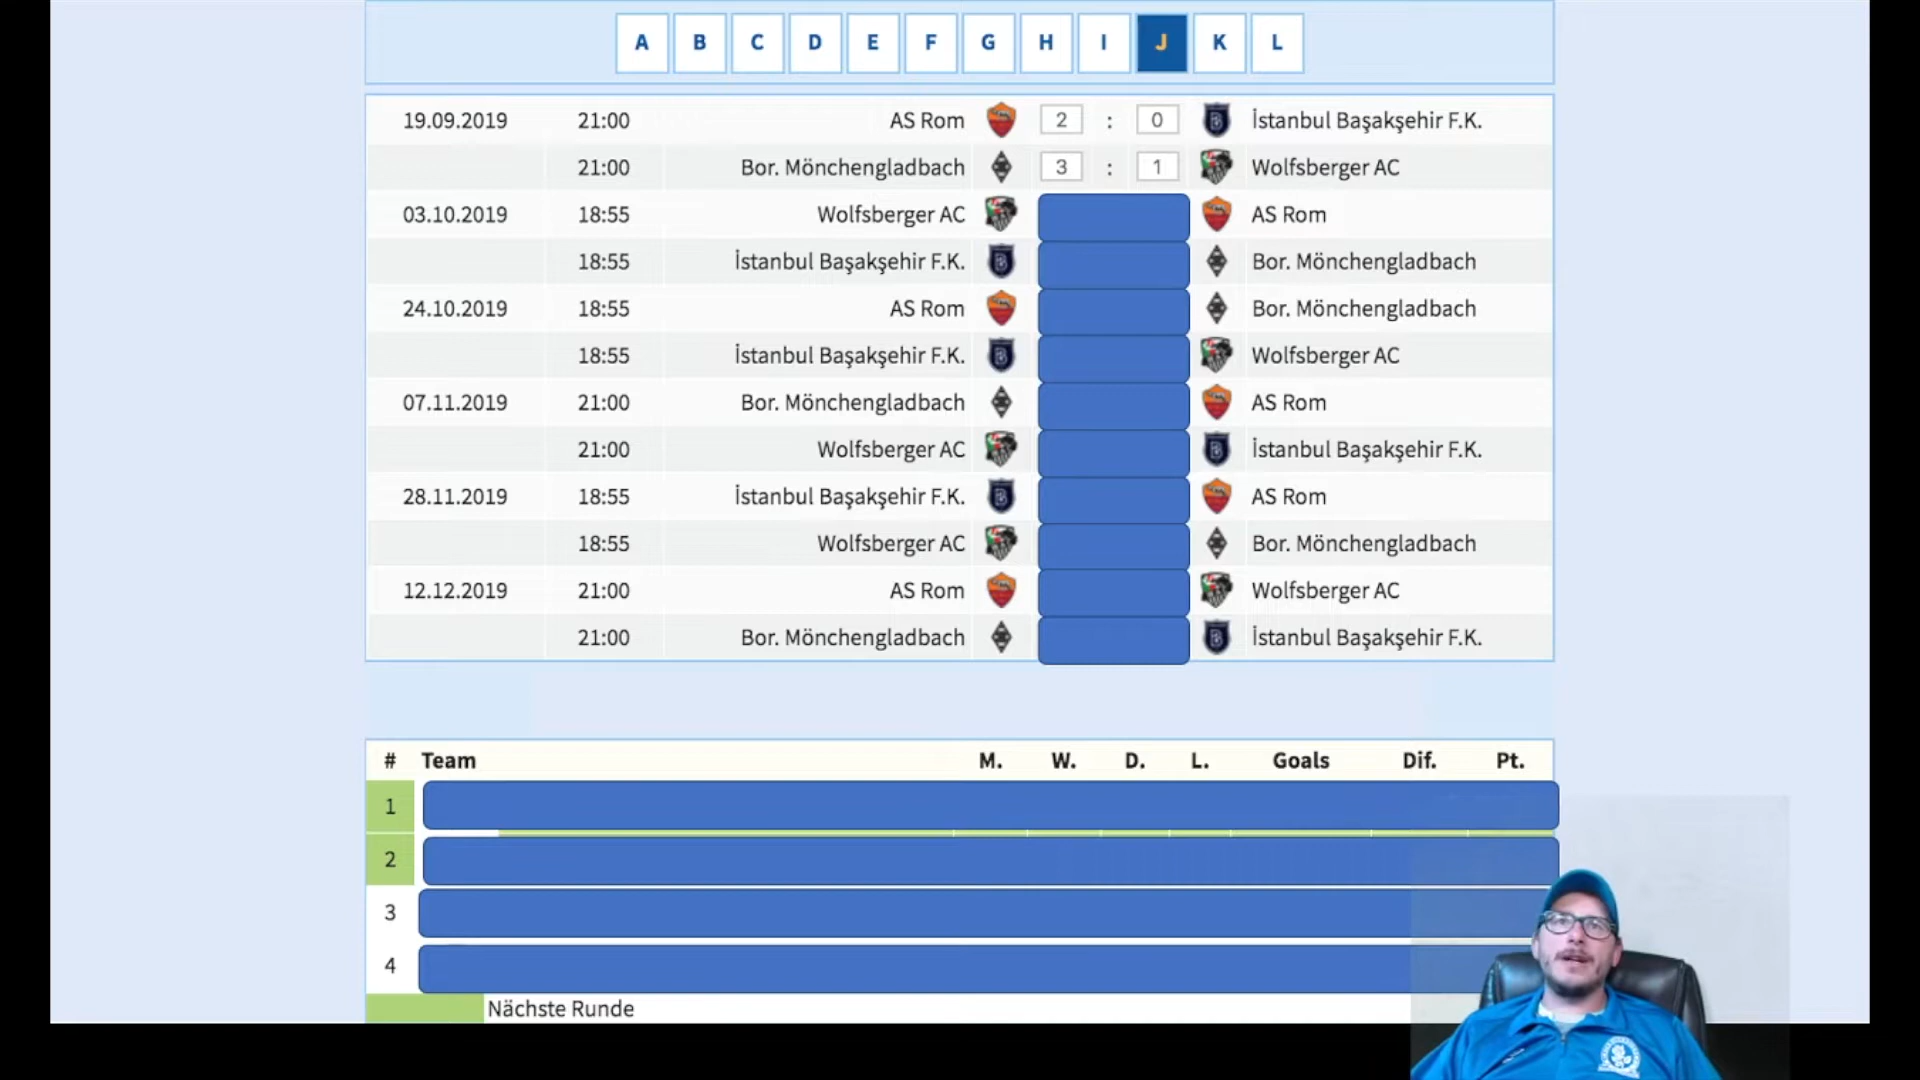 A B C D E F G H I J K L
19.09.2019 21:00 AS Rom 2 : 0 İstanbul Başakşehir F.K.
21:00 Bor. Mönchengladbach 3 : 1 Wolfsberger AC
03.10.2019 18:55 Wolfsberger AC AS Rom
18:55 İstanbul Başakşehir F.K. Bor. Mönchengladbach
24.10.2019 18:55 AS Rom Bor. Mönchengladbach
18:55 İstanbul Başakşehir F.K. Wolfsberger AC
07.11.2019 21:00 Bor. Mönchengladbach AS Rom
21:00 Wolfsberger AC İstanbul Başakşehir F.K.
28.11.2019 18:55 İstanbul Başakşehir F.K. AS Rom
18:55 Wolfsberger AC Bor. Mönchengladbach
12.12.2019 21:00 AS Rom Wolfsberger AC
21:00 Bor. Mönchengladbach İstanbul Başakşehir F.K.
# Team M. W. D. L. Goals Dif. Pt.
1
2
3
4
Nächste Runde